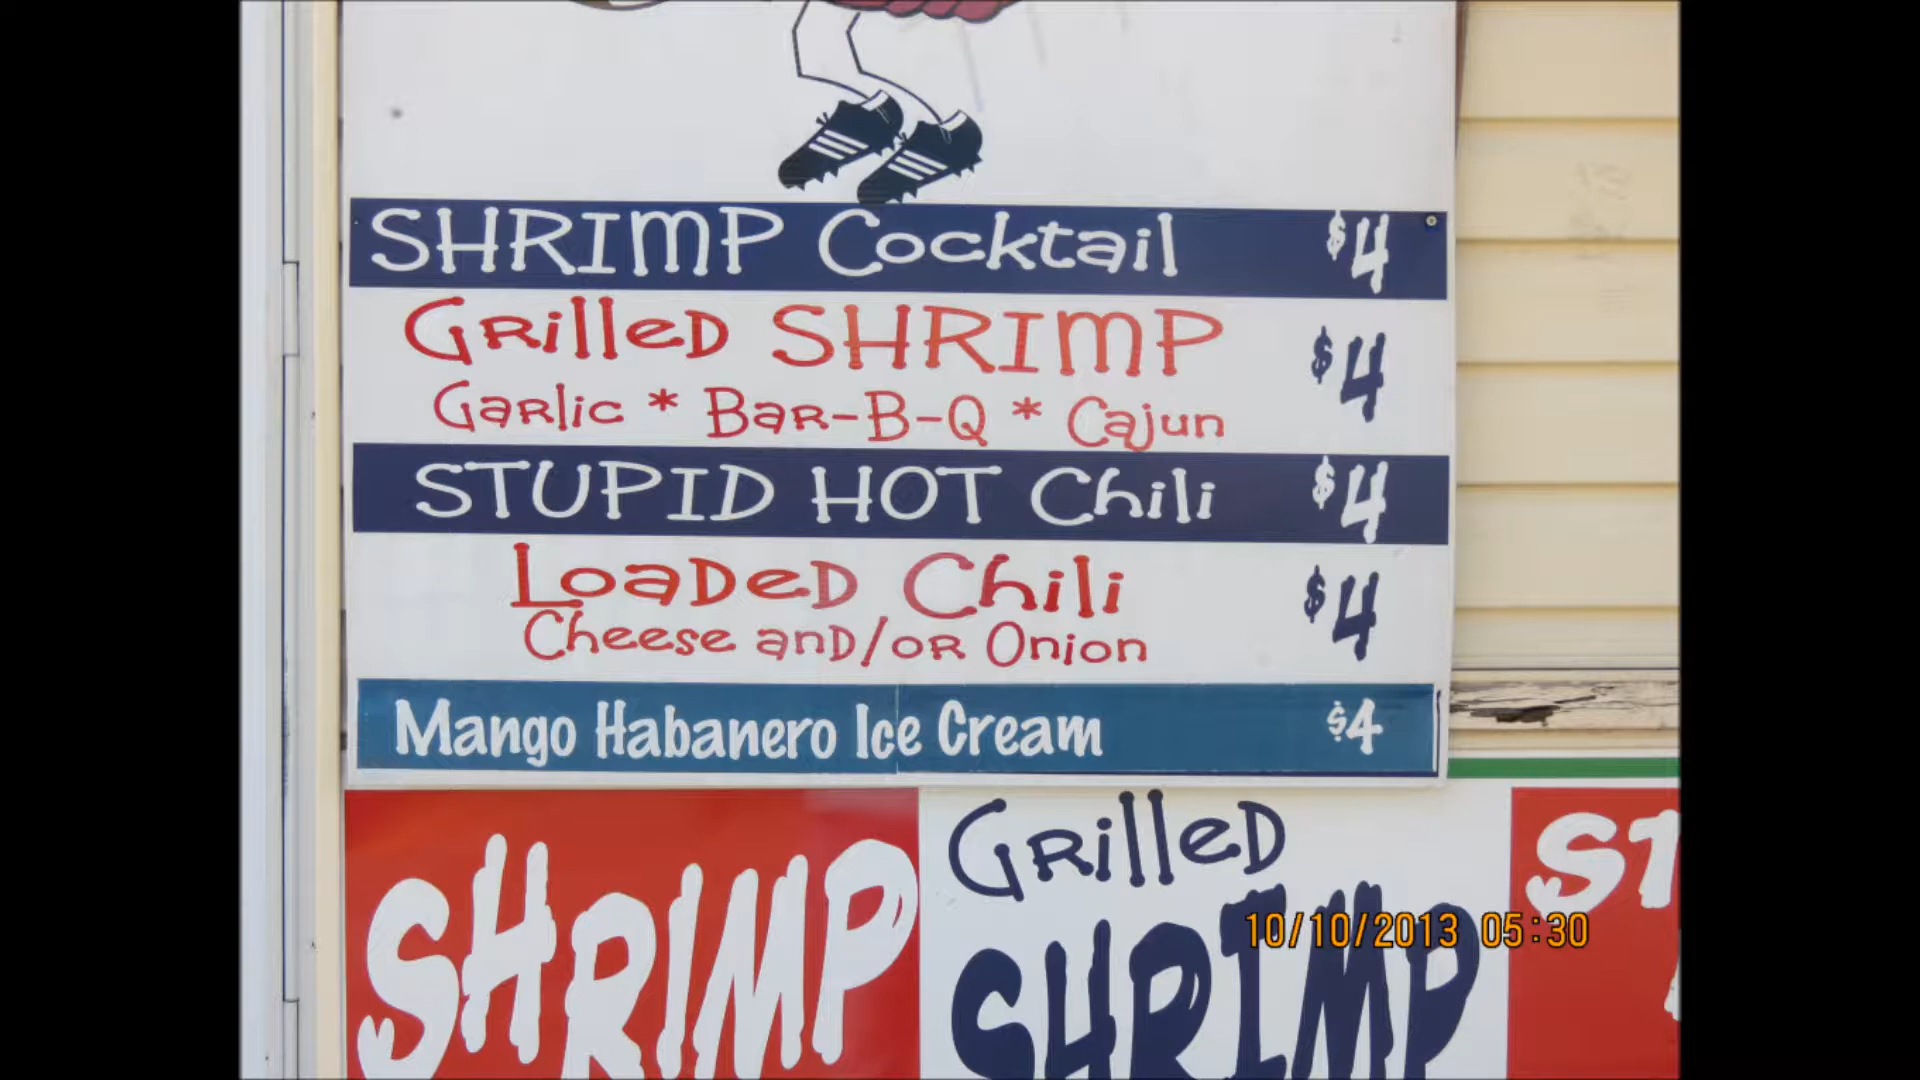 SHRIMP Cocktail $4
Grilled SHRIMP $4
Garlic * Bar-B-Q * Cajun
STUPID HOT Chili $4
Loaded Chili $4
Cheese and/or Onion
Mango Habanero Ice Cream $4
Grilled
SHRIMP SHRIMP
10/10/2013 05:30